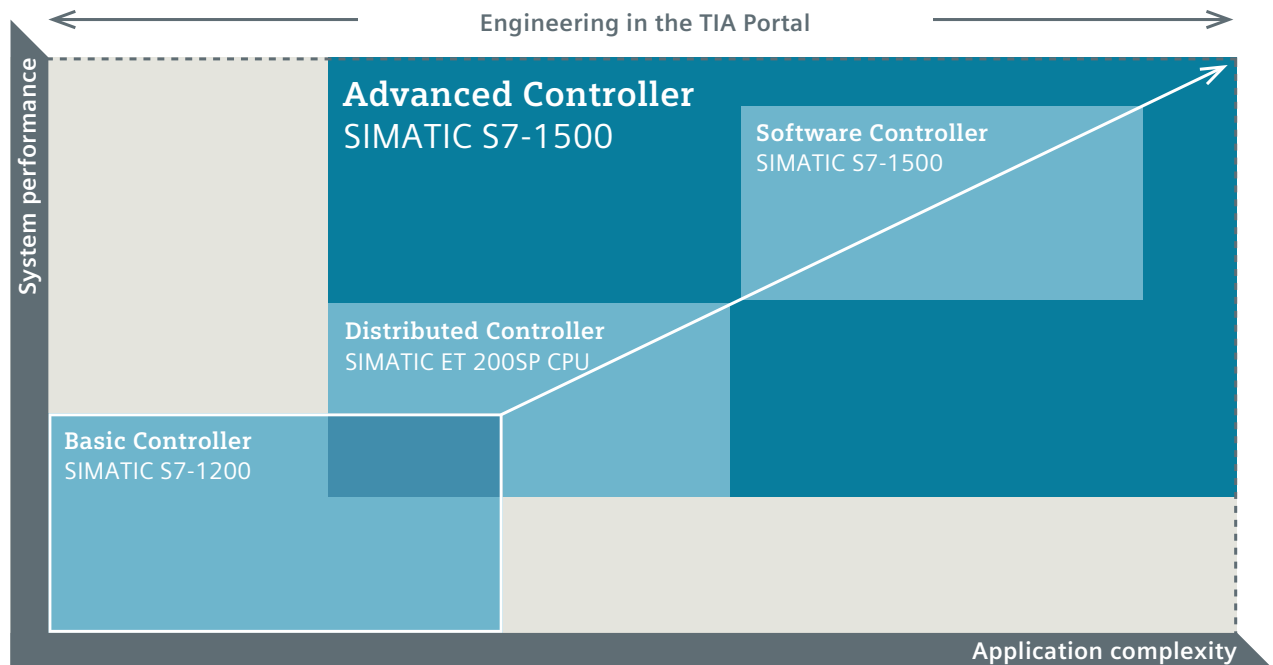 Engineering in the TIA Portal
System performance
Advanced Controller
SIMATIC S7-1500
Software Controller
SIMATIC S7-1500
Distributed Controller
SIMATIC ET 200SP CPU
Basic Controller
SIMATIC S7-1200
Application complexity